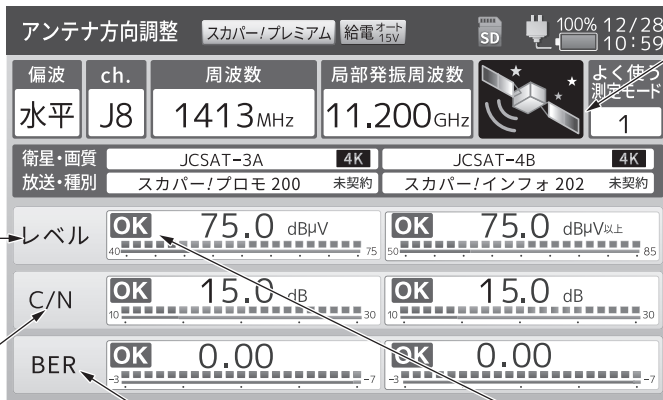 アンテナ方向調整 スカパー!プレミアム 給電 オート 15V SD 100% 12/28 10:59
偏波 ch. 周波数 局部発振周波数 よく使う測定モード
水平 J8 1413MHz 11.200GHz 1
衛星・画質 JCSAT-3A 4K JCSAT-4B 4K
放送・種別 スカパー!プロモ 200 未契約 スカパー!インフォ 202 未契約
レベル OK 75.0 dBμV OK 75.0 dBμV以上
40 75 50 85
C/N OK 15.0 dB OK 15.0 dB
10 30 10 30
BER OK 0.00 OK 0.00
-3 -7 -3 -7